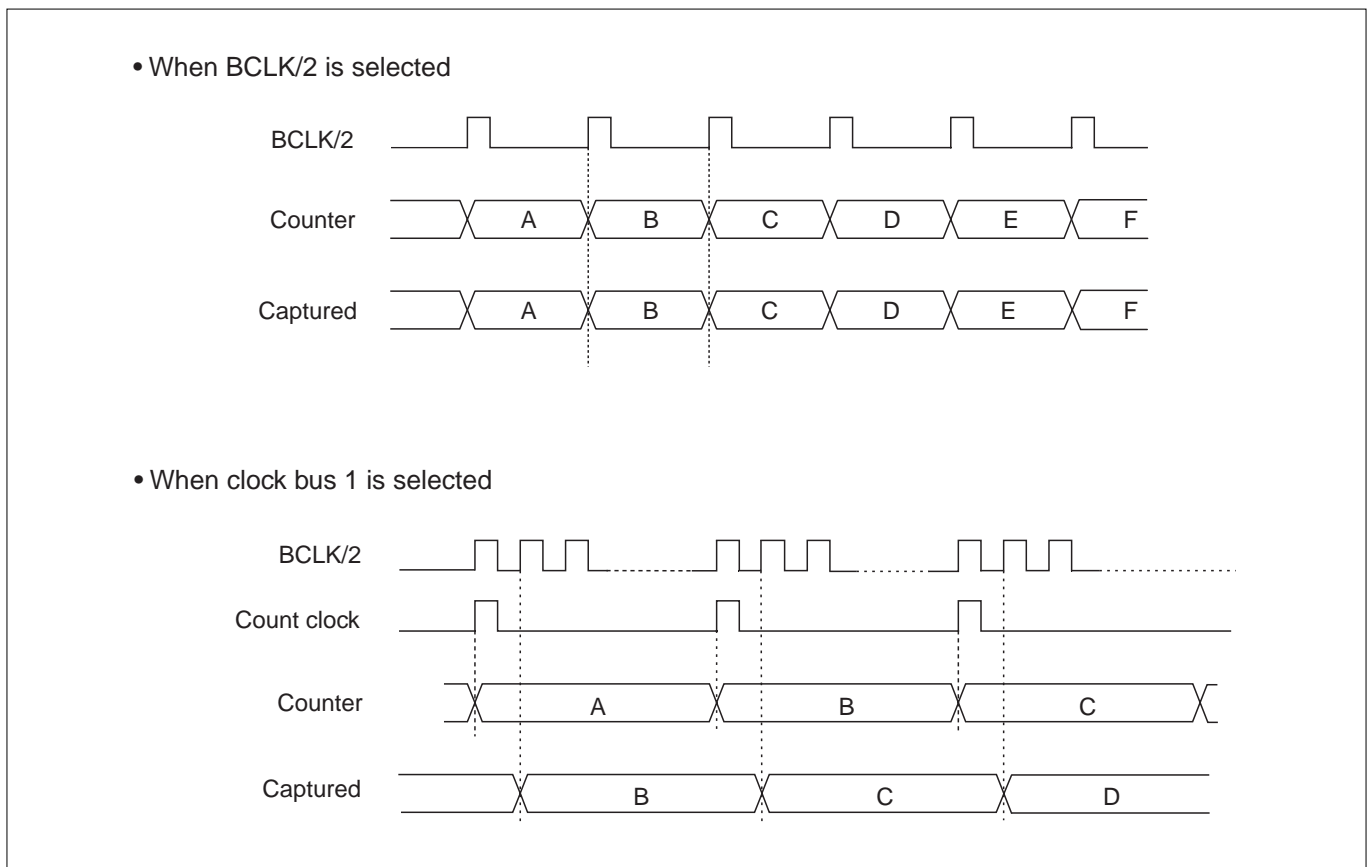 • When BCLK/2 is selected
BCLK/2
Counter A B C D E F
Captured A B C D E F
• When clock bus 1 is selected
BCLK/2
Count clock
Counter A B C
Captured B C D